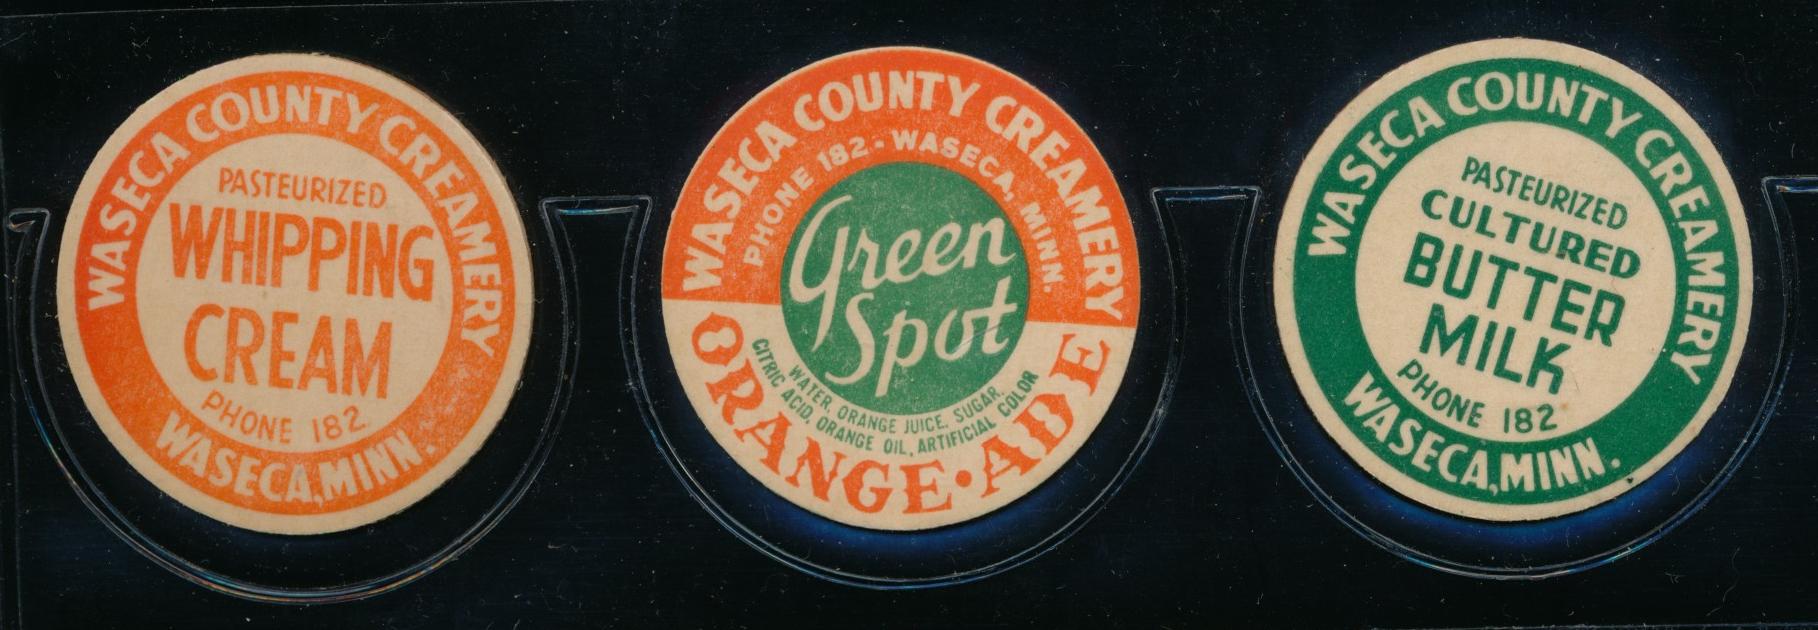 WASECA COUNTY CREAMERY
PASTEURIZED
WHIPPING
CREAM
PHONE 182
WASECA, MINN.
WASECA COUNTY CREAMERY
PHONE 182 - WASECA, MINN.
Green
Spot
WATER, ORANGE JUICE, SUGAR,
CITRIC ACID, ORANGE OIL, ARTIFICIAL COLOR
ORANGE • ADE
WASECA COUNTY CREAMERY
PASTEURIZED
CULTURED
BUTTER
MILK
PHONE 182
WASECA, MINN.